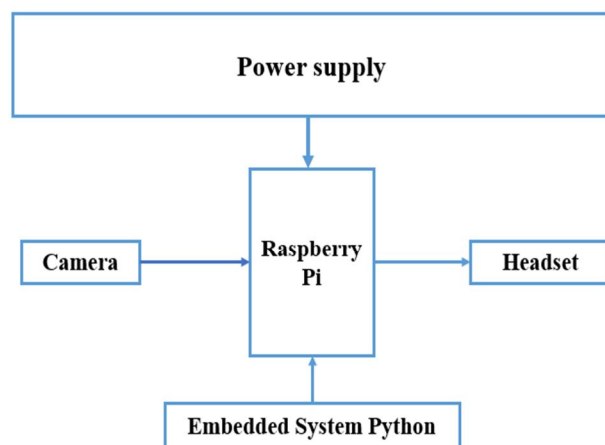 Power supply
Camera
Raspberry
Pi
Headset
Embedded System Python